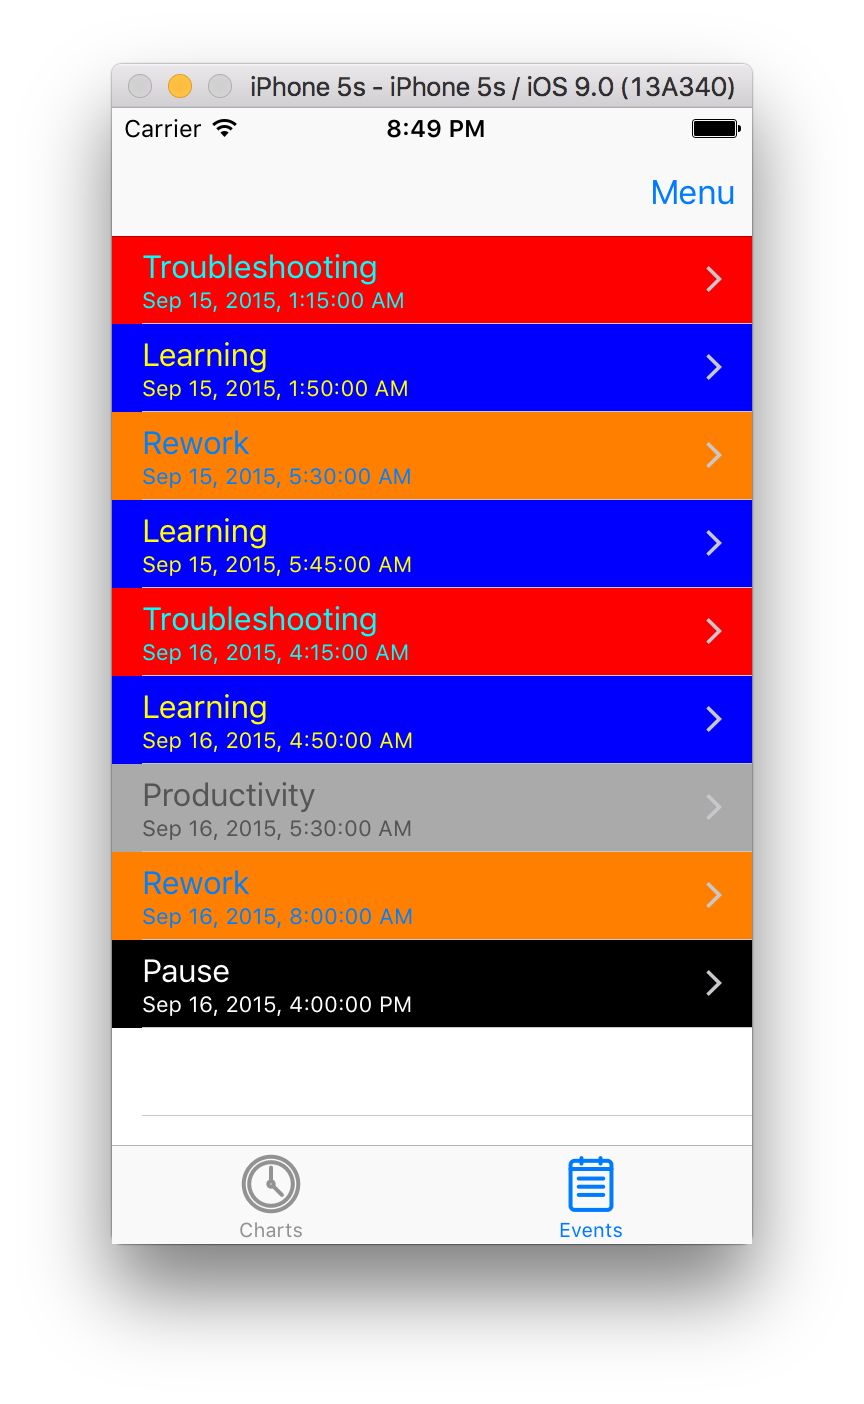 iPhone 5s - iPhone 5s / iOS 9.0 (13A340)
Carrier 8:49 PM
Menu
Troubleshooting
Sep 15, 2015, 1:15:00 AM
Learning
Sep 15, 2015, 1:50:00 AM
Rework
Sep 15, 2015, 5:30:00 AM
Learning
Sep 15, 2015, 5:45:00 AM
Troubleshooting
Sep 16, 2015, 4:15:00 AM
Learning
Sep 16, 2015, 4:50:00 AM
Productivity
Sep 16, 2015, 5:30:00 AM
Rework
Sep 16, 2015, 8:00:00 AM
Pause
Sep 16, 2015, 4:00:00 PM
Charts Events